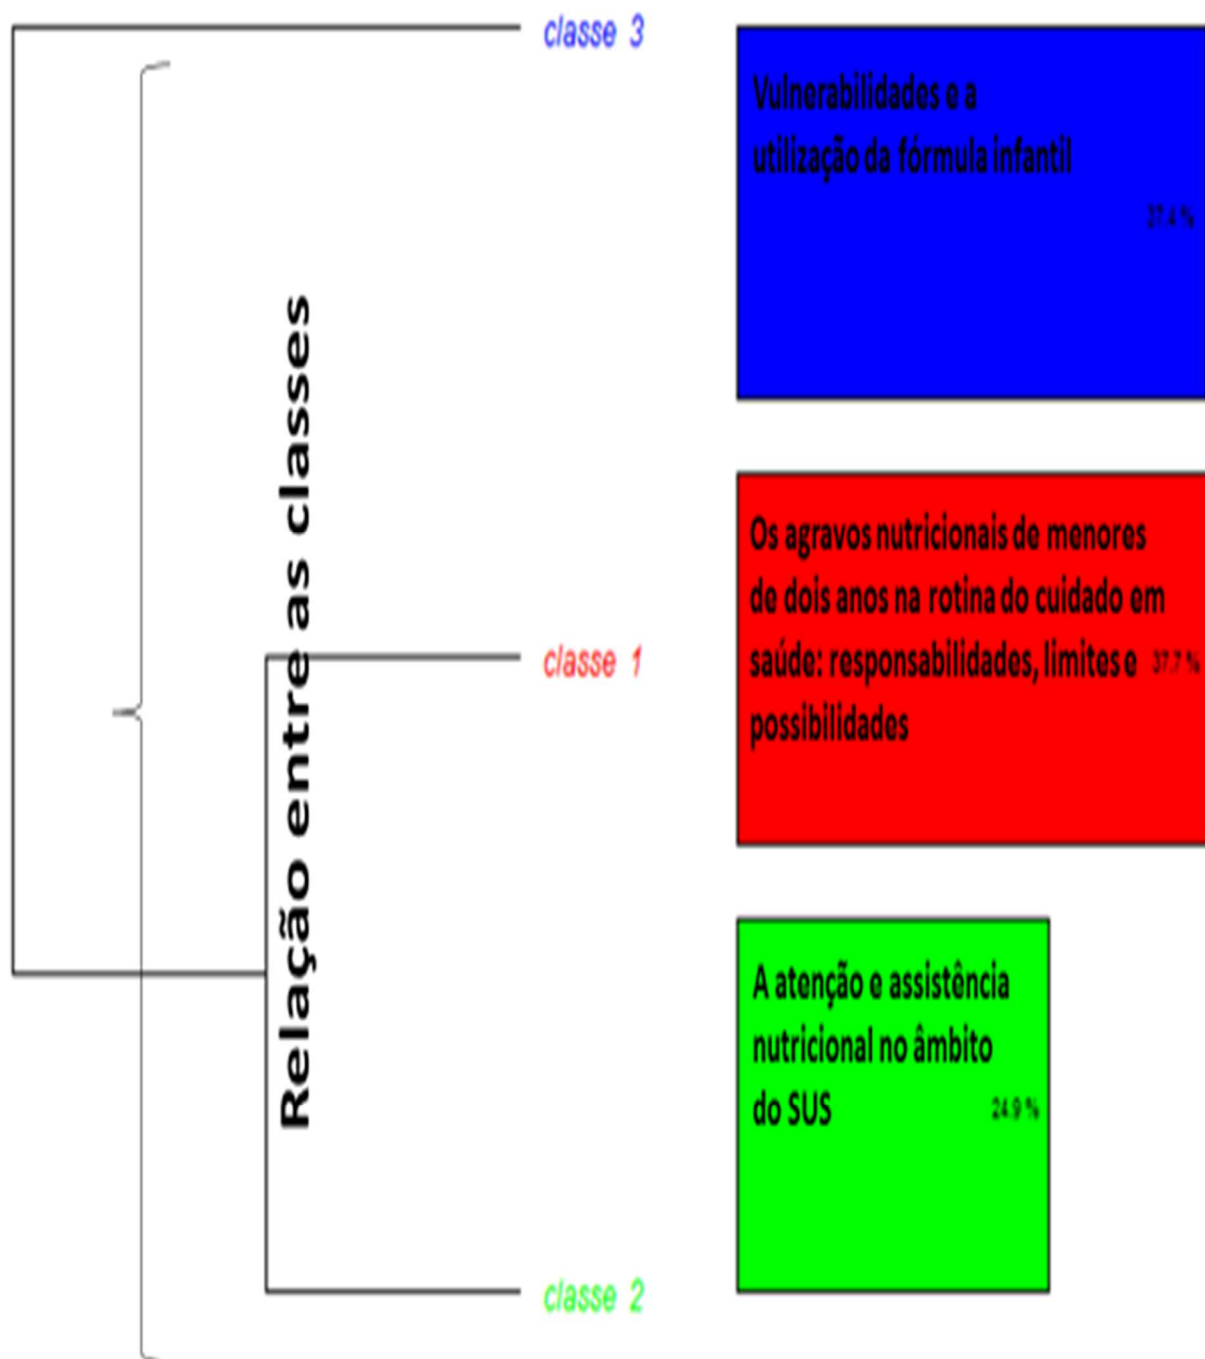 classe 3
Vulnerabilidades e a
utilização da fórmula infantil
37.4 %
Relação entre as classes
classe 1
Os agravos nutricionais de menores
de dois anos na rotina do cuidado em
saúde: responsabilidades, limites e 37.7 %
possibilidades
A atenção e assistência
nutricional no âmbito
do SUS 24.9 %
classe 2